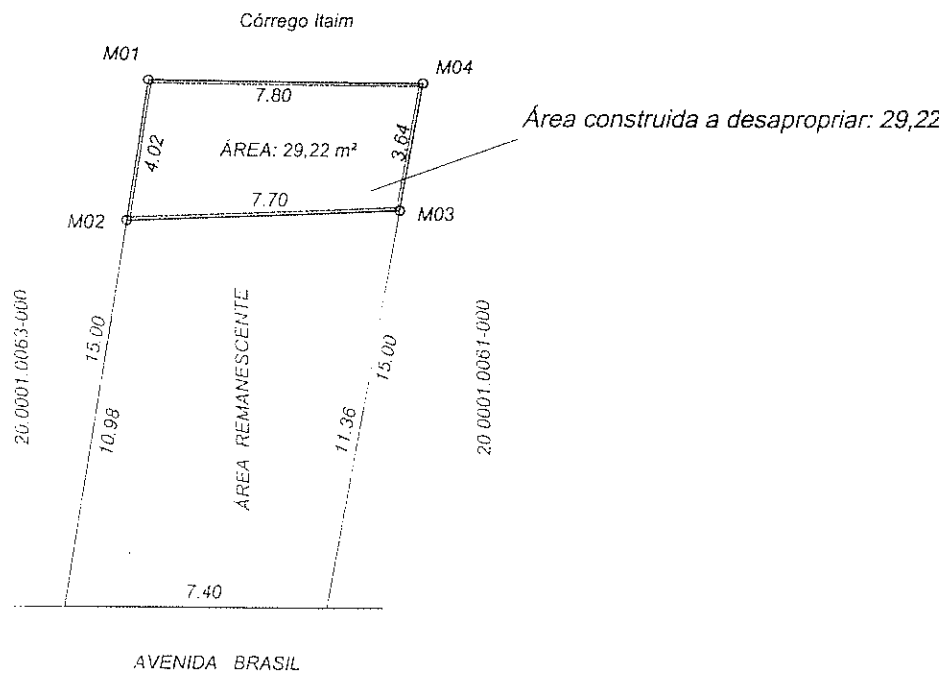 Córrego Itaim
M01
M04
7.80
4.02
ÁREA: 29,22 m²
3.64
Área construida a desapropriar: 29,22
7.70
M02
M03
20.0001.0063-000
15.00
10.98
ÁREA REMANESCENTE
11.36
15.00
20 0001.0061-000
7.40
AVENIDA BRASIL